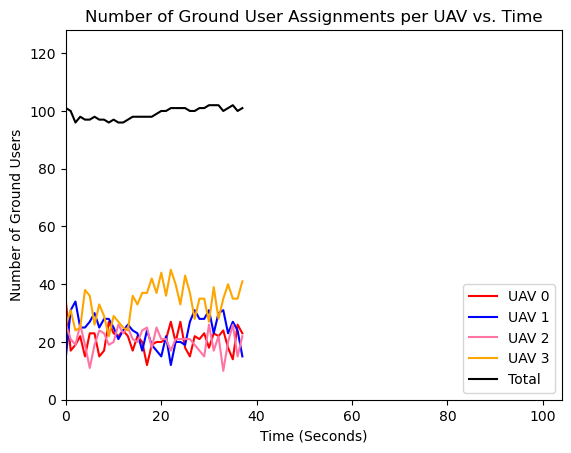 Number of Ground User Assignments per UAV vs. Time
Number of Ground Users
120
100
80
60
40
20
0
0 20 40 60 80 100
Time (Seconds)
UAV 0
UAV 1
UAV 2
UAV 3
Total